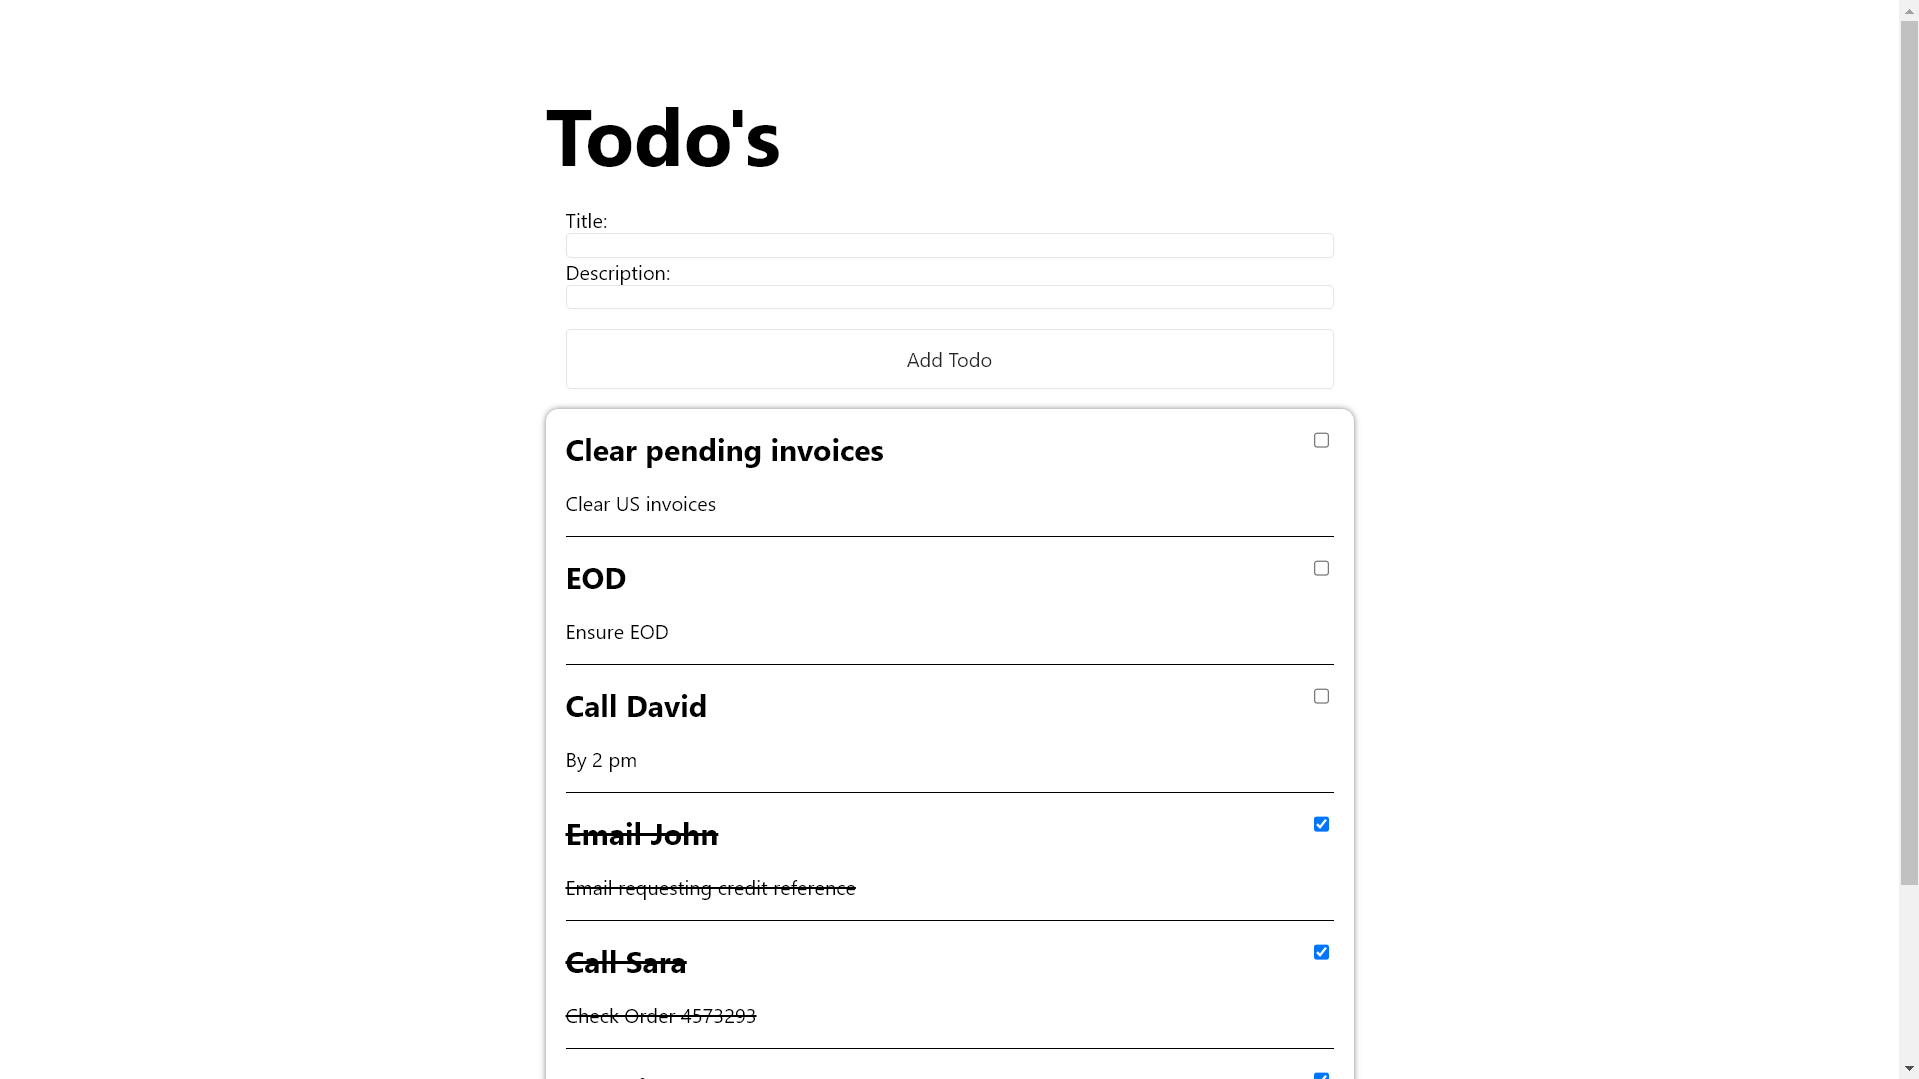 Todo's
Title:
Description:
Add Todo
Clear pending invoices
Clear US invoices
EOD
Ensure EOD
Call David
By 2 pm
Email John
Email requesting credit reference
Call Sara
Check Order 4573293